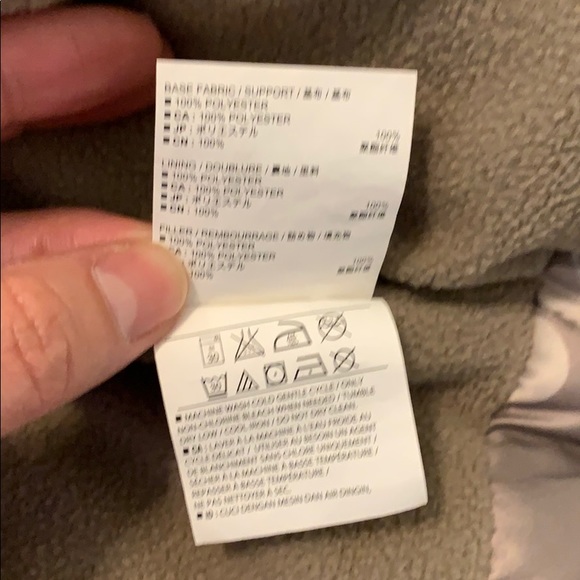 BASE FABRIC / SUPPORT / 基布 / 基布
■ 100% POLYESTER
■ CA : 100% POLYESTER
■ JP : ポリエステル 100%
■ CN : 100% 聚酯纤维
LINING / DOUBLURE / 裏地 / 里料
■ 100% POLYESTER
■ CA : 100% POLYESTER
■ JP : ポリエステル 100%
■ CN : 100% 聚酯纤维
FILLER / REMBOURRAGE / 詰め物 / 填充物
■ 100% POLYESTER
CA : 100% POLYESTER
ポリエステル 100%
100% 聚酯纤维
30
30
■ MACHINE WASH COLD GENTLE CYCLE / ONLY
NON-CHLORINE BLEACH WHEN NEEDED / TUMBLE
DRY LOW / COOL IRON / DO NOT DRY CLEAN.
■ CA : LAVER À LA MACHINE À L'EAU FROIDE AU
CYCLE DÉLICAT / UTILISER AU BESOIN UN AGENT
DE BLANCHIMENT SANS CHLORE UNIQUEMENT /
SÉCHER À LA MACHINE À BASSE TEMPÉRATURE /
REPASSER À BASSE TEMPÉRATURE /
NE PAS NETTOYER À SEC.
■ ID : CUCI DENGAN MESIN DAN AIR DINGIN,